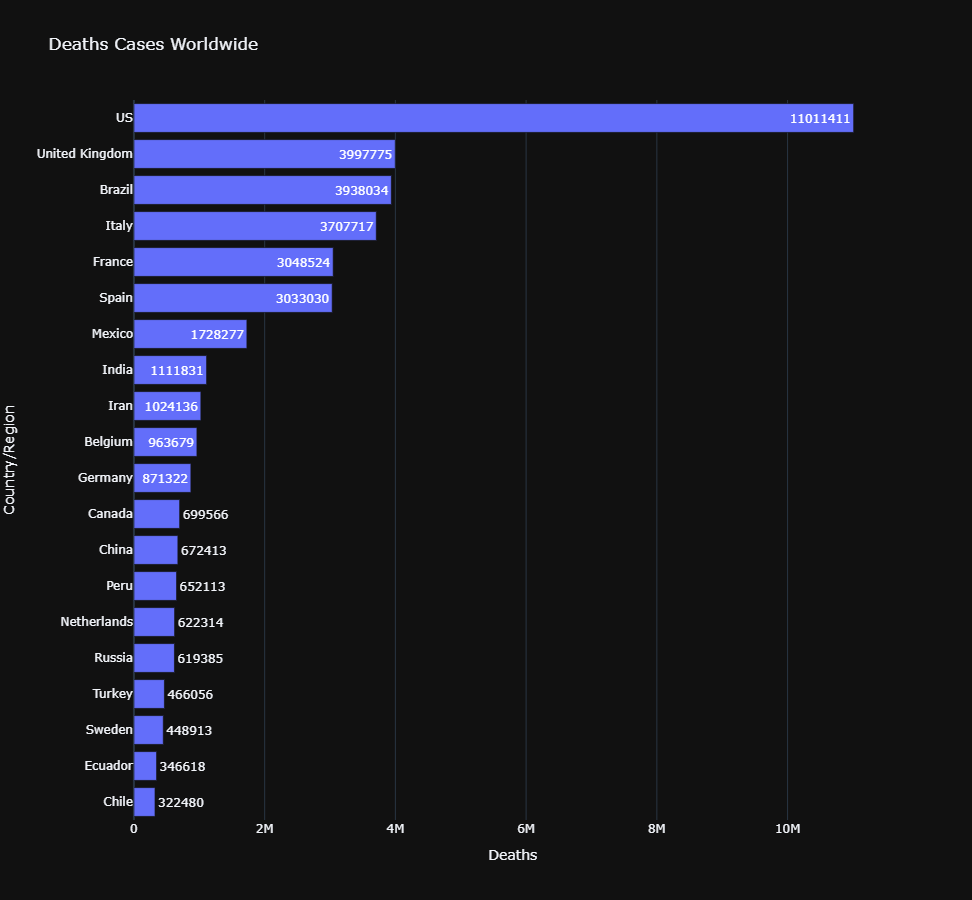 Deaths Cases Worldwide
US 11011411
United Kingdom 3997775
Brazil 3938034
Italy 3707717
France 3048524
Spain 3033030
Mexico 1728277
India 1111831
Iran 1024136
Belgium 963679
Germany 871322
Canada 699566
China 672413
Peru 652113
Netherlands 622314
Russia 619385
Turkey 466056
Sweden 448913
Ecuador 346618
Chile 322480
Country/Region
0 2M 4M 6M 8M 10M
Deaths